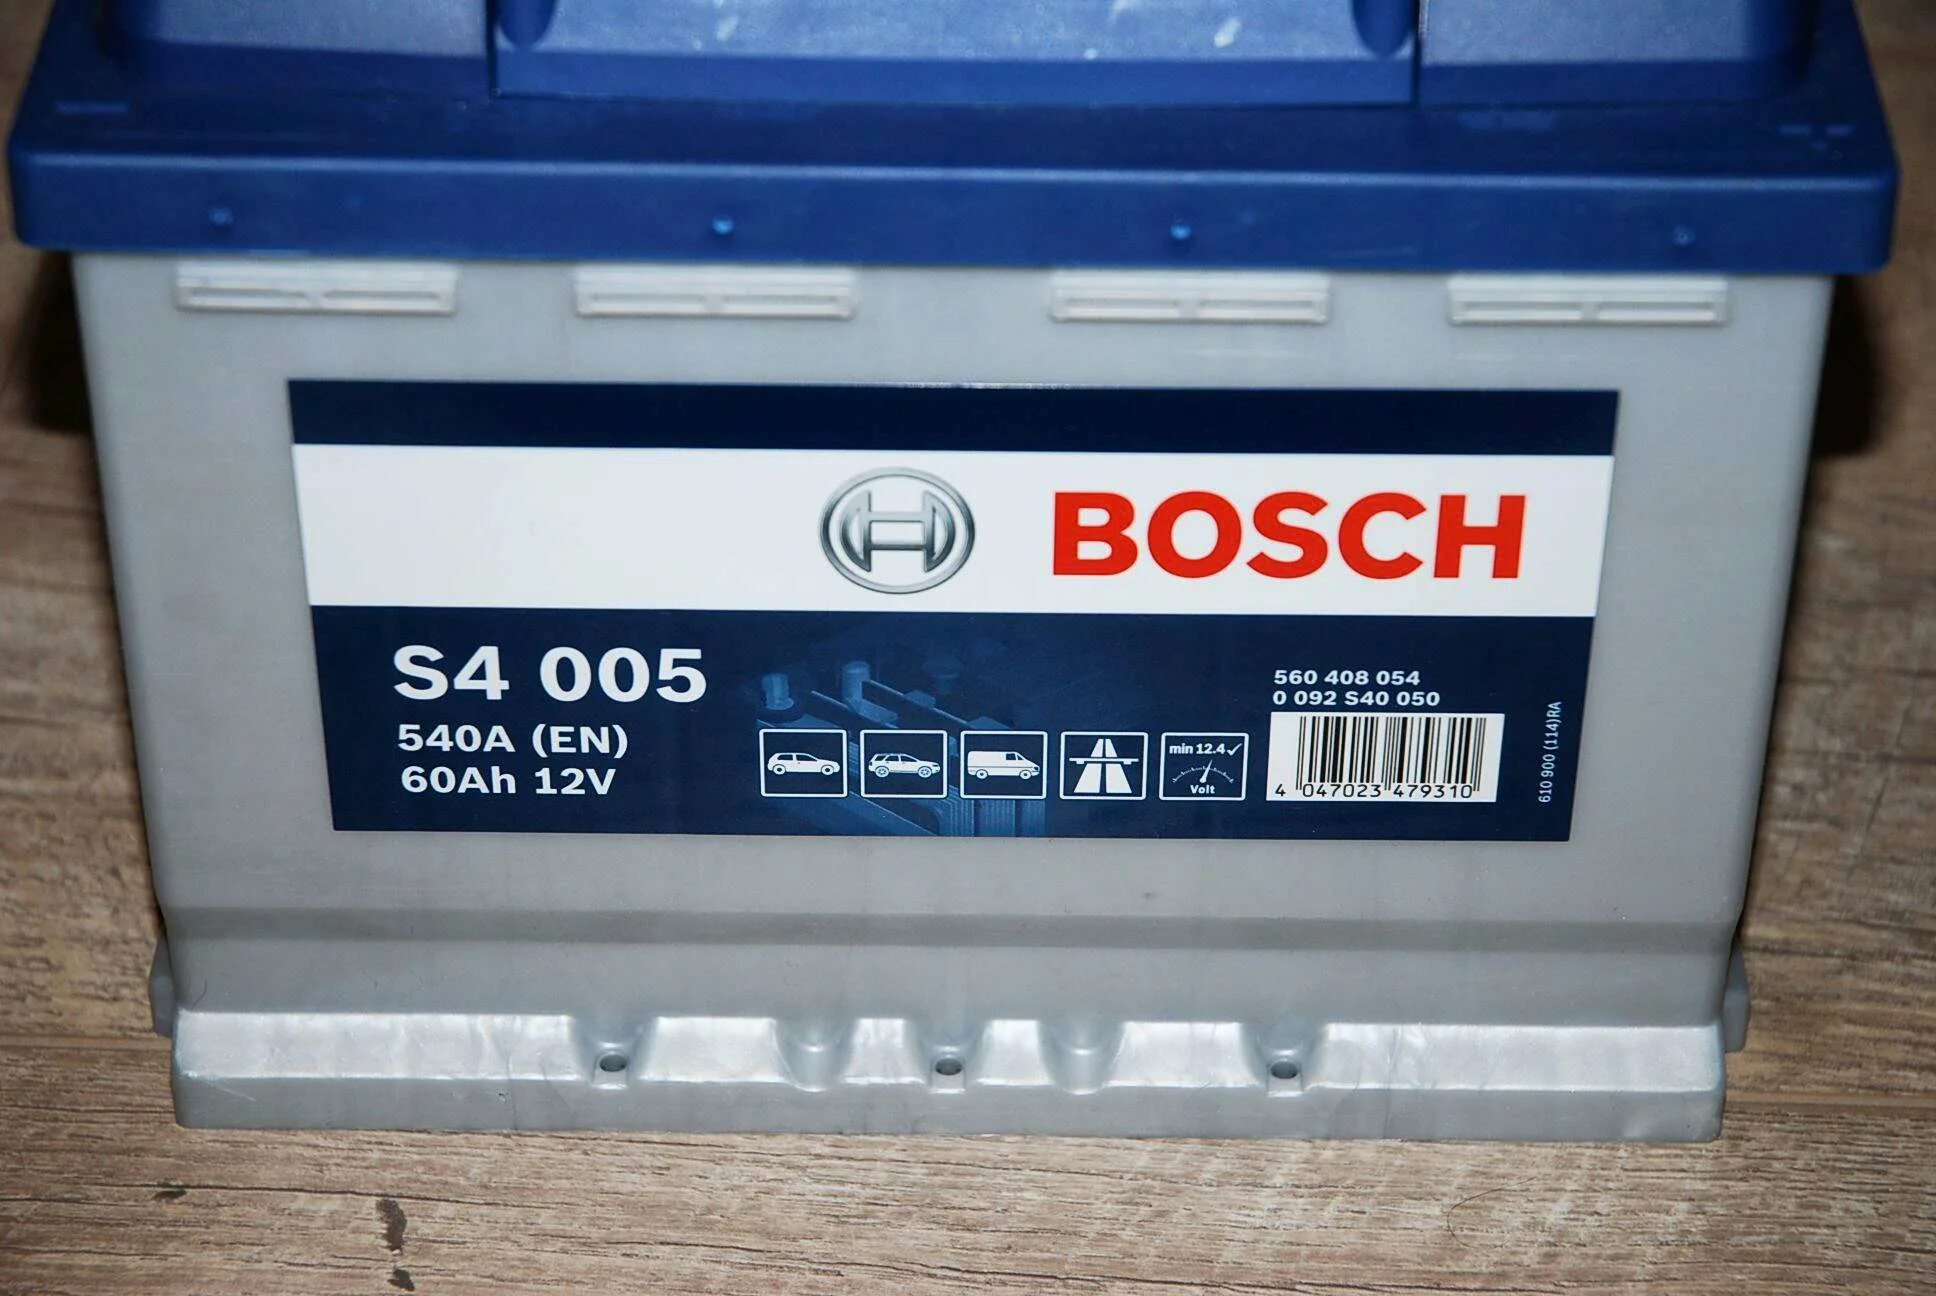 BOSCH
S4 005
540A (EN)
60Ah 12V
min 12.4✓
Volt
560 408 054
0 092 S40 050
4 047023 479310
610 900 (114)RA